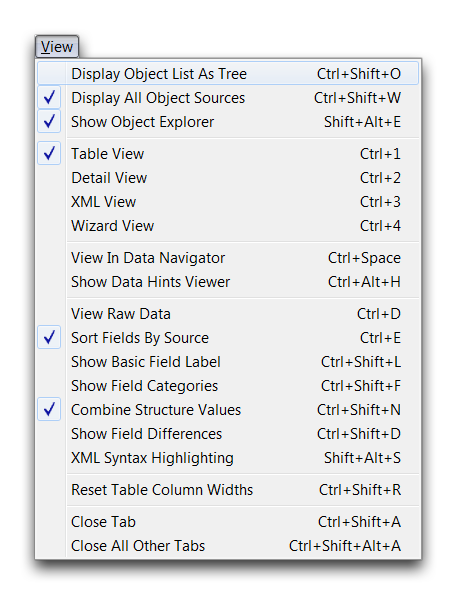 View
Display Object List As Tree Ctrl+Shift+O
Display All Object Sources Ctrl+Shift+W
Show Object Explorer Shift+Alt+E
Table View Ctrl+1
Detail View Ctrl+2
XML View Ctrl+3
Wizard View Ctrl+4
View In Data Navigator Ctrl+Space
Show Data Hints Viewer Ctrl+Alt+H
View Raw Data Ctrl+D
Sort Fields By Source Ctrl+E
Show Basic Field Label Ctrl+Shift+L
Show Field Categories Ctrl+Shift+F
Combine Structure Values Ctrl+Shift+N
Show Field Differences Ctrl+Shift+D
XML Syntax Highlighting Shift+Alt+S
Reset Table Column Widths Ctrl+Shift+R
Close Tab Ctrl+Shift+A
Close All Other Tabs Ctrl+Shift+Alt+A